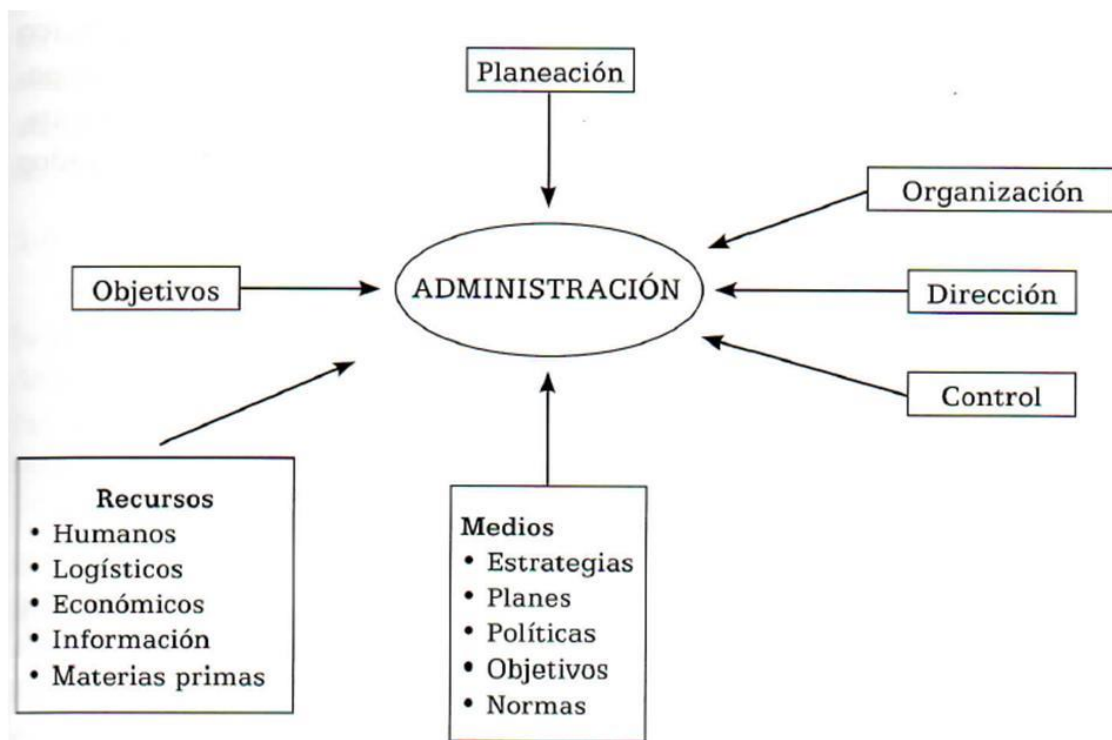 Planeación
Organización
Objetivos
ADMINISTRACIÓN
Dirección
Control
Recursos
• Humanos
• Logísticos
• Económicos
• Información
• Materias primas
Medios
• Estrategias
• Planes
• Políticas
• Objetivos
• Normas